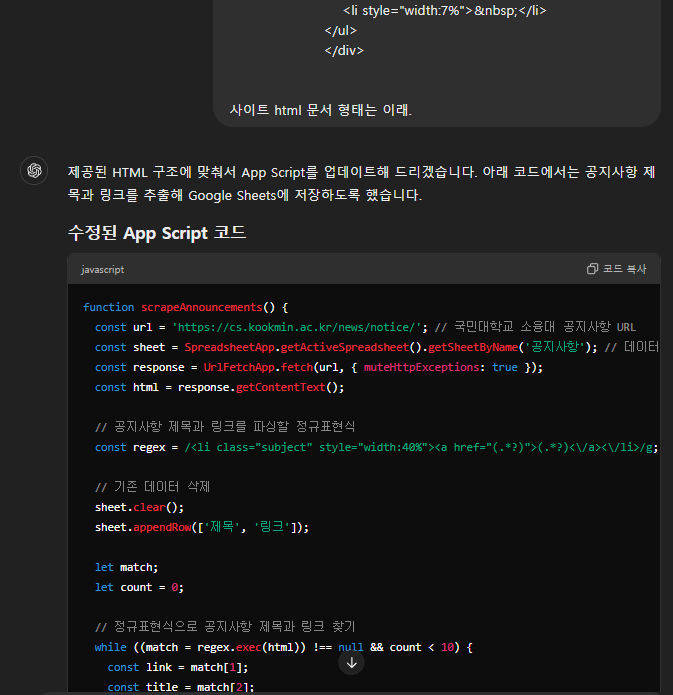 <li style="width:7%">&nbsp;</li>
</ul>
</div>
사이트 html 문서 형태는 이래.
제공된 HTML 구조에 맞춰서 App Script를 업데이트해 드리겠습니다. 아래 코드에서는 공지사항 제
목과 링크를 추출해 Google Sheets에 저장하도록 했습니다.
수정된 App Script 코드
javascript
코드 복사
function scrapeAnnouncements() {
const url = 'https://cs.kookmin.ac.kr/news/notice/'; // 국민대학교 소융대 공지사항 URL
const sheet = SpreadsheetApp.getActiveSpreadsheet().getSheetByName('공지사항'); // 데이터
const response = UrlFetchApp.fetch(url, { muteHttpExceptions: true });
const html = response.getContentText();
// 공지사항 제목과 링크를 파싱할 정규표현식
const regex = /<li class="subject" style="width:40%"><a href="(.*?)">(.*?)<\/a><\/li>/g;
// 기존 데이터 삭제
sheet.clear();
sheet.appendRow(['제목', '링크']);
let match;
let count = 0;
// 정규표현식으로 공지사항 제목과 링크 찾기
while ((match = regex.exec(html)) !== null && count < 10) {
const link = match[1];
const title = match[2];